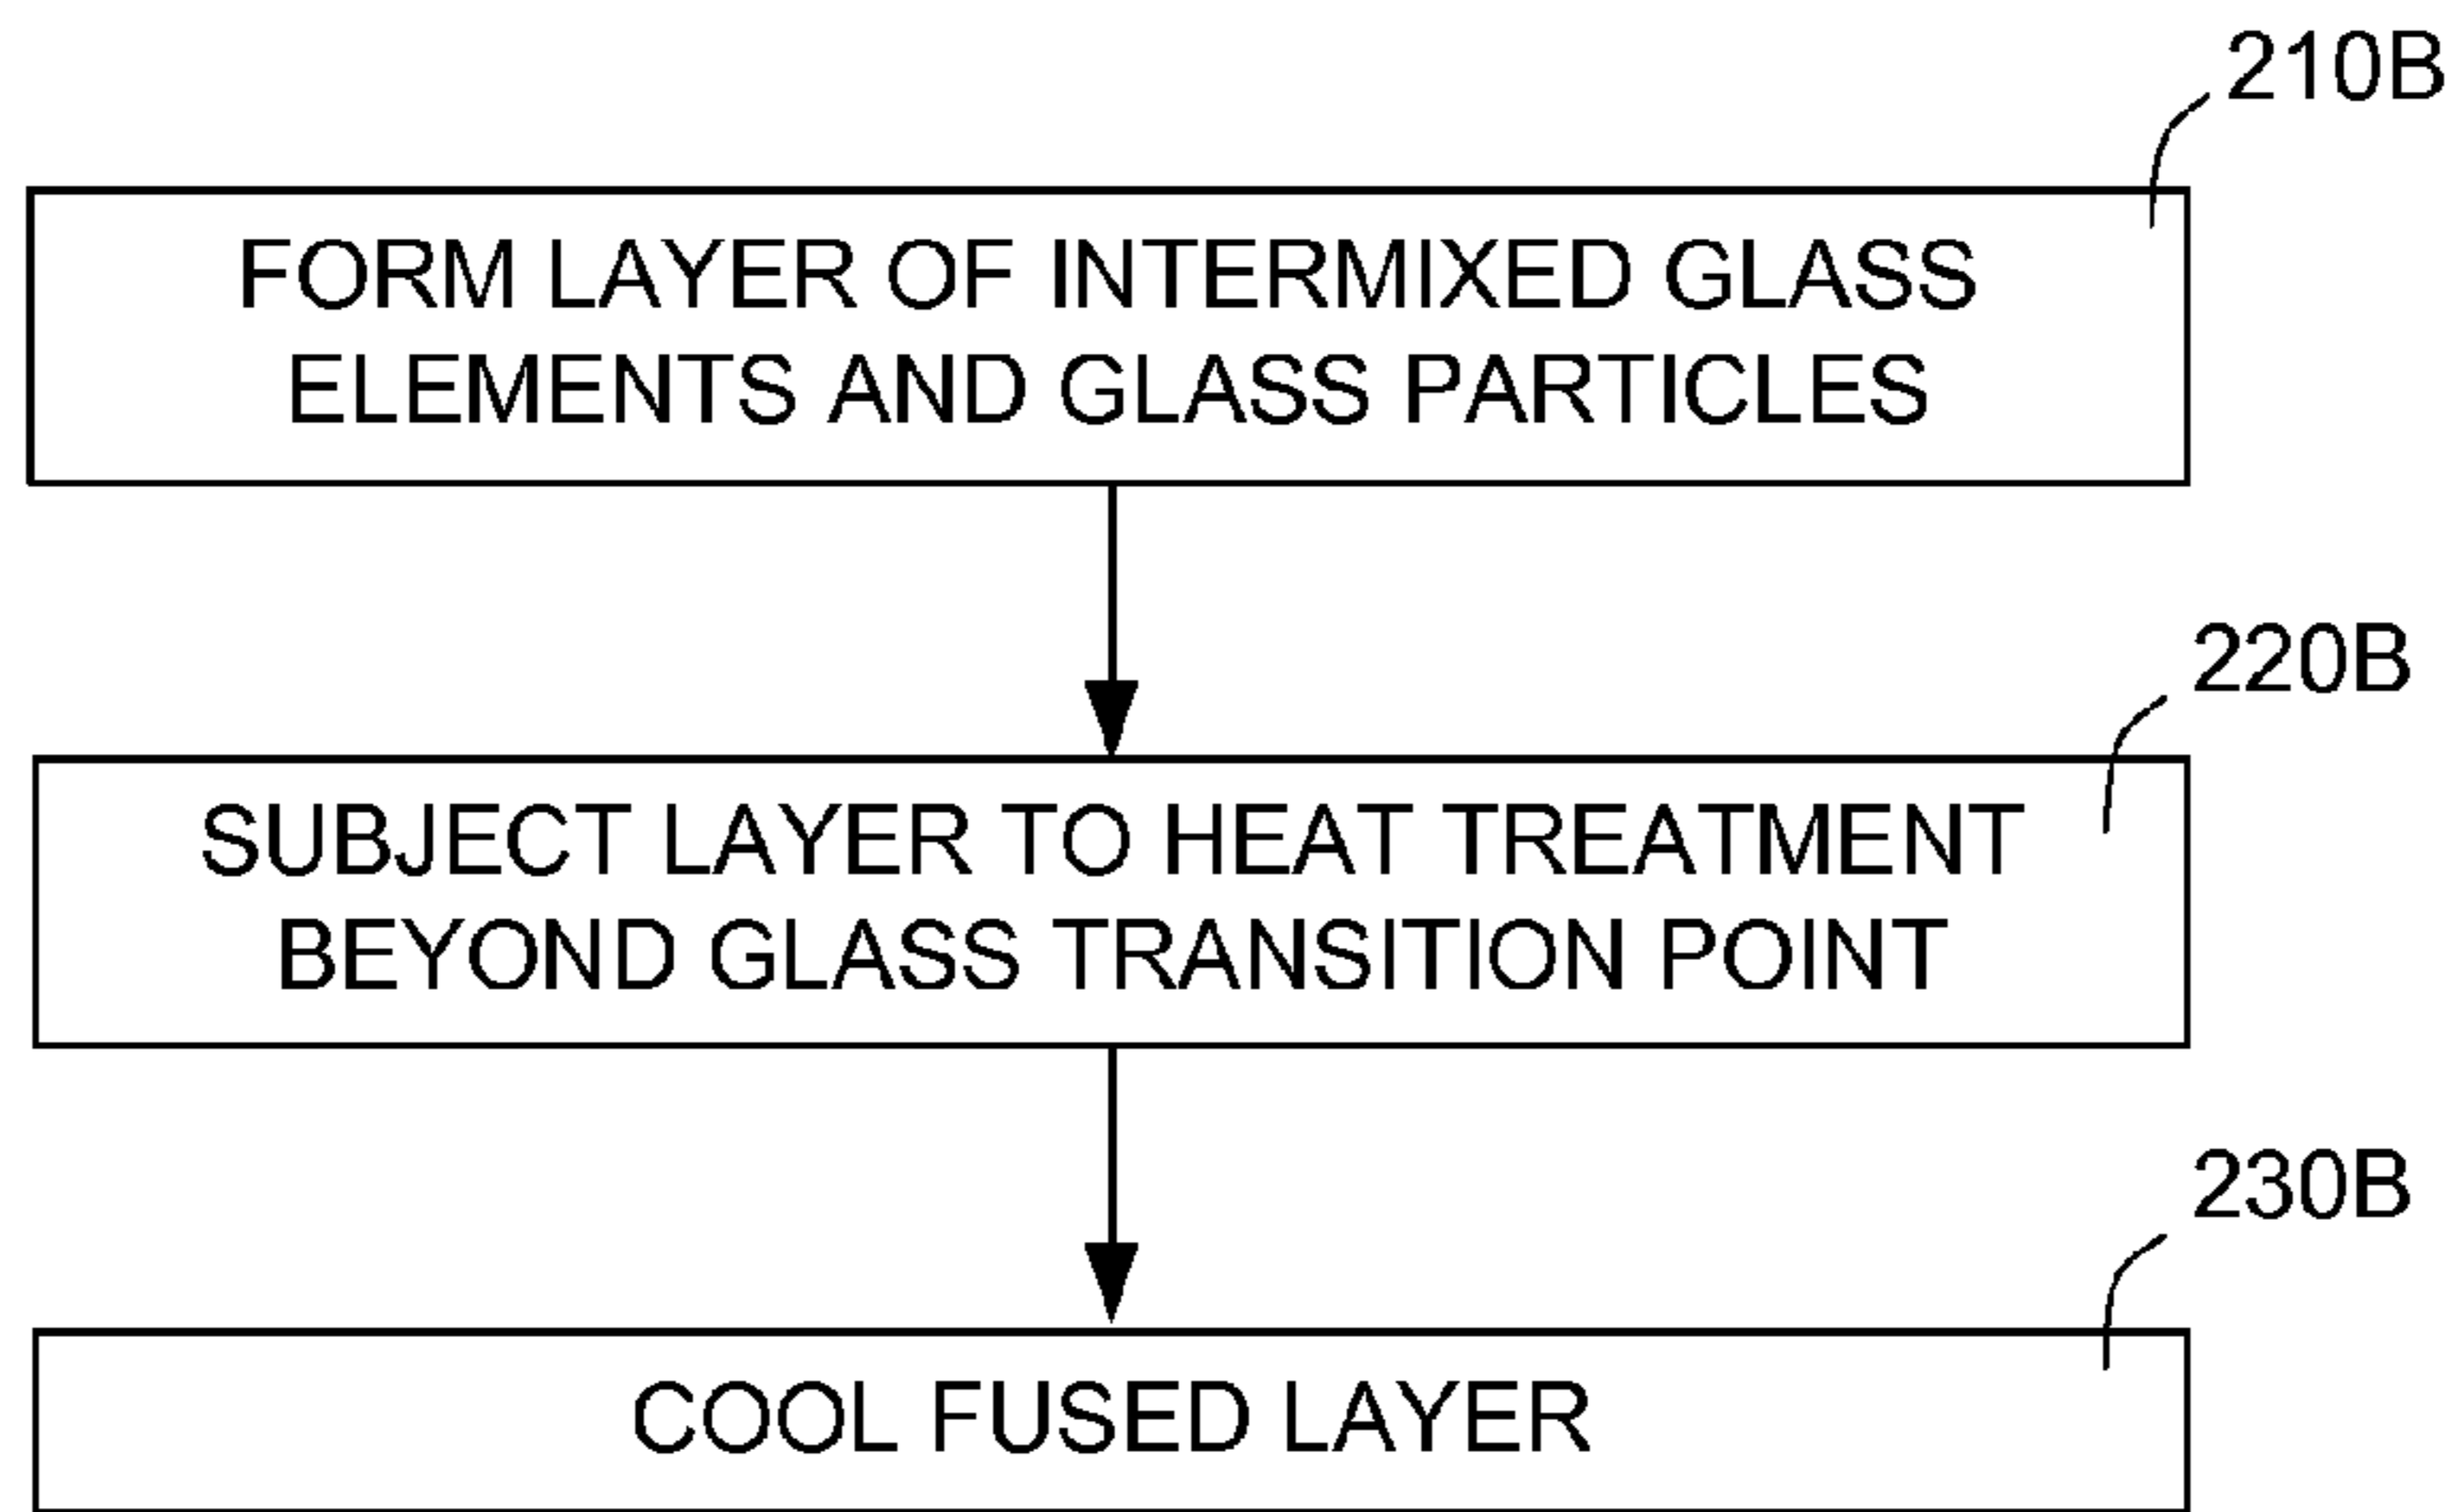 210B
FORM LAYER OF INTERMIXED GLASS
ELEMENTS AND GLASS PARTICLES
220B
SUBJECT LAYER TO HEAT TREATMENT
BEYOND GLASS TRANSITION POINT
230B
COOL FUSED LAYER